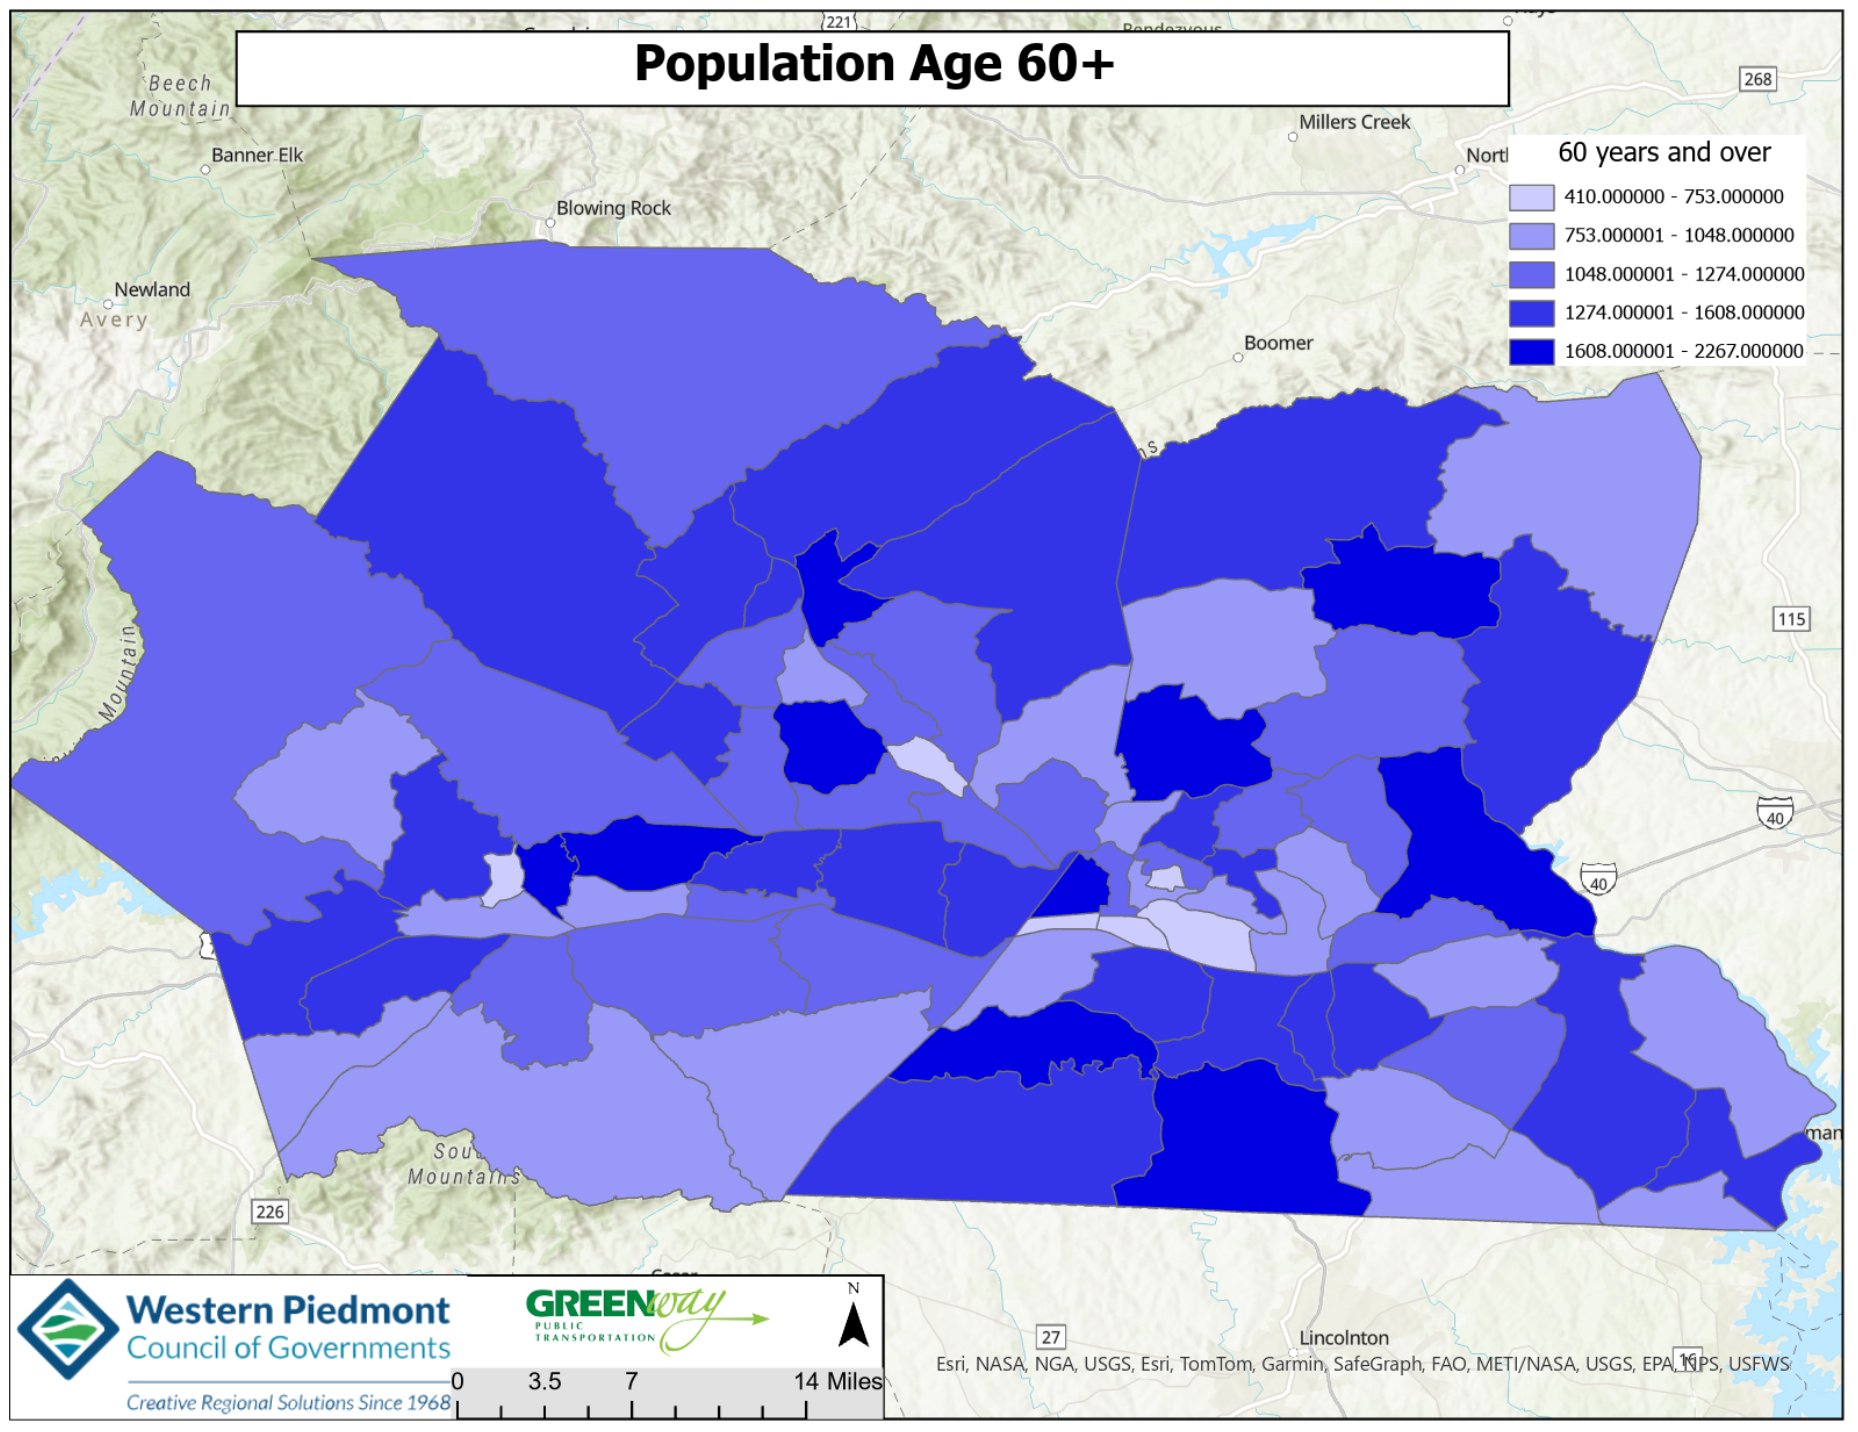 221
Population Age 60+
Beech
Mountain
268
Millers Creek
Banner Elk
60 years and over
410.000000 - 753.000000
753.000001 - 1048.000000
1048.000001 - 1274.000000
1274.000001 - 1608.000000
1608.000001 - 2267.000000
Blowing Rock
Newland
Avery
Boomer
115
Mountain
40
40
226
Mountains
Western Piedmont
Council of Governments
Creative Regional Solutions Since 1968
GREENway
PUBLIC
TRANSPORTATION
N
0 3.5 7 14 Miles
27
Lincolnton
Esri, NASA, NGA, USGS, Esri, TomTom, Garmin, SafeGraph, FAO, METI/NASA, USGS, EPA, NPS, USFWS
16